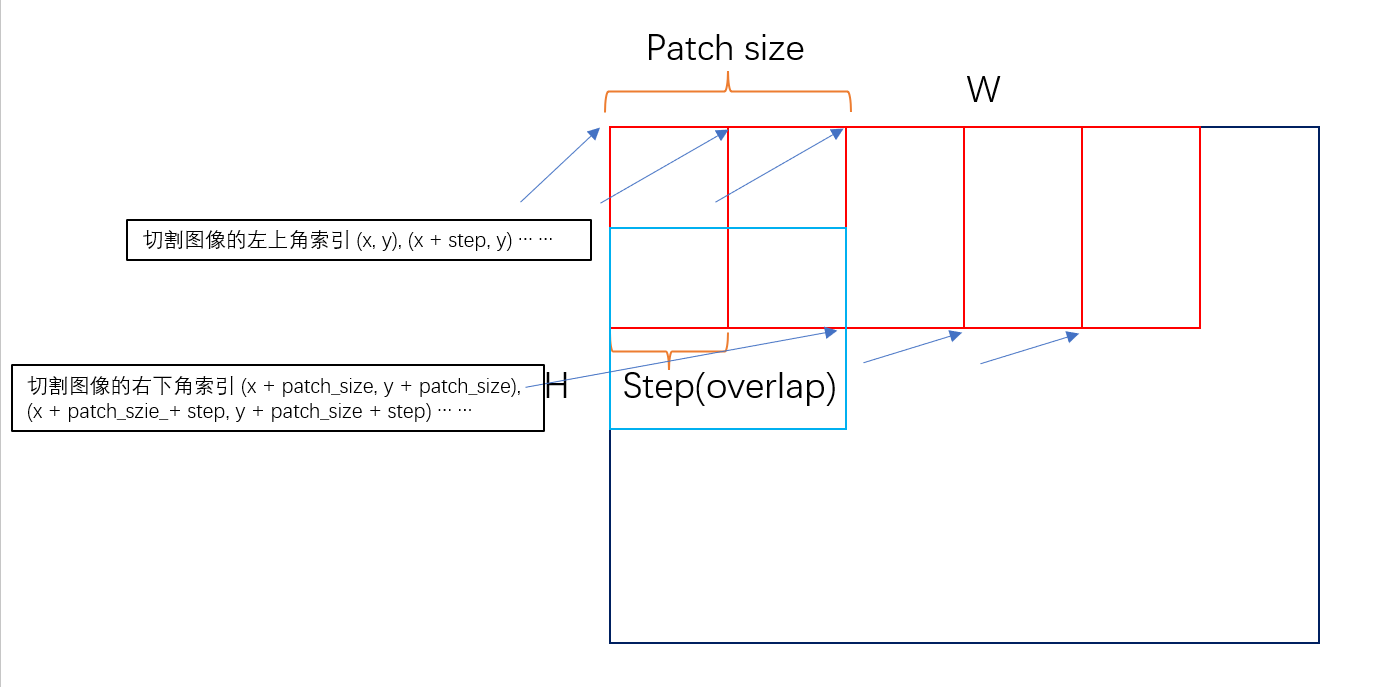 Patch size
W
切割图像的左上角索引 (x, y), (x + step, y) ··· ···
切割图像的右下角索引 (x + patch_size, y + patch_size),
(x + patch_szie_+ step, y + patch_size + step) ··· ···
H
Step(overlap)